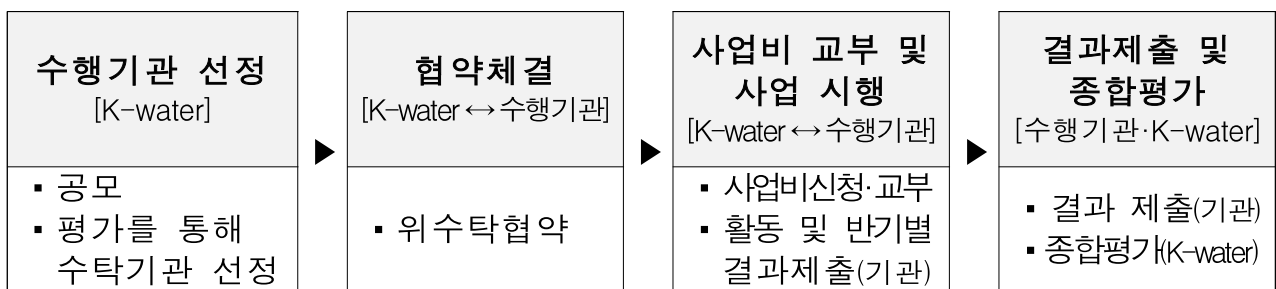 수행기관 선정
[K-water]
▪ 공모
▪ 평가를 통해
수탁기관 선정
▶
협약체결
[K-water↔수행기관]
▪ 위수탁협약
▶
사업비 교부 및
사업 시행
[K-water↔수행기관]
▪ 사업비신청·교부
▪ 활동 및 반기별
결과제출(기관)
▶
결과제출 및
종합평가
[수행기관·K-water]
▪ 결과 제출(기관)
▪ 종합평가(K-water)